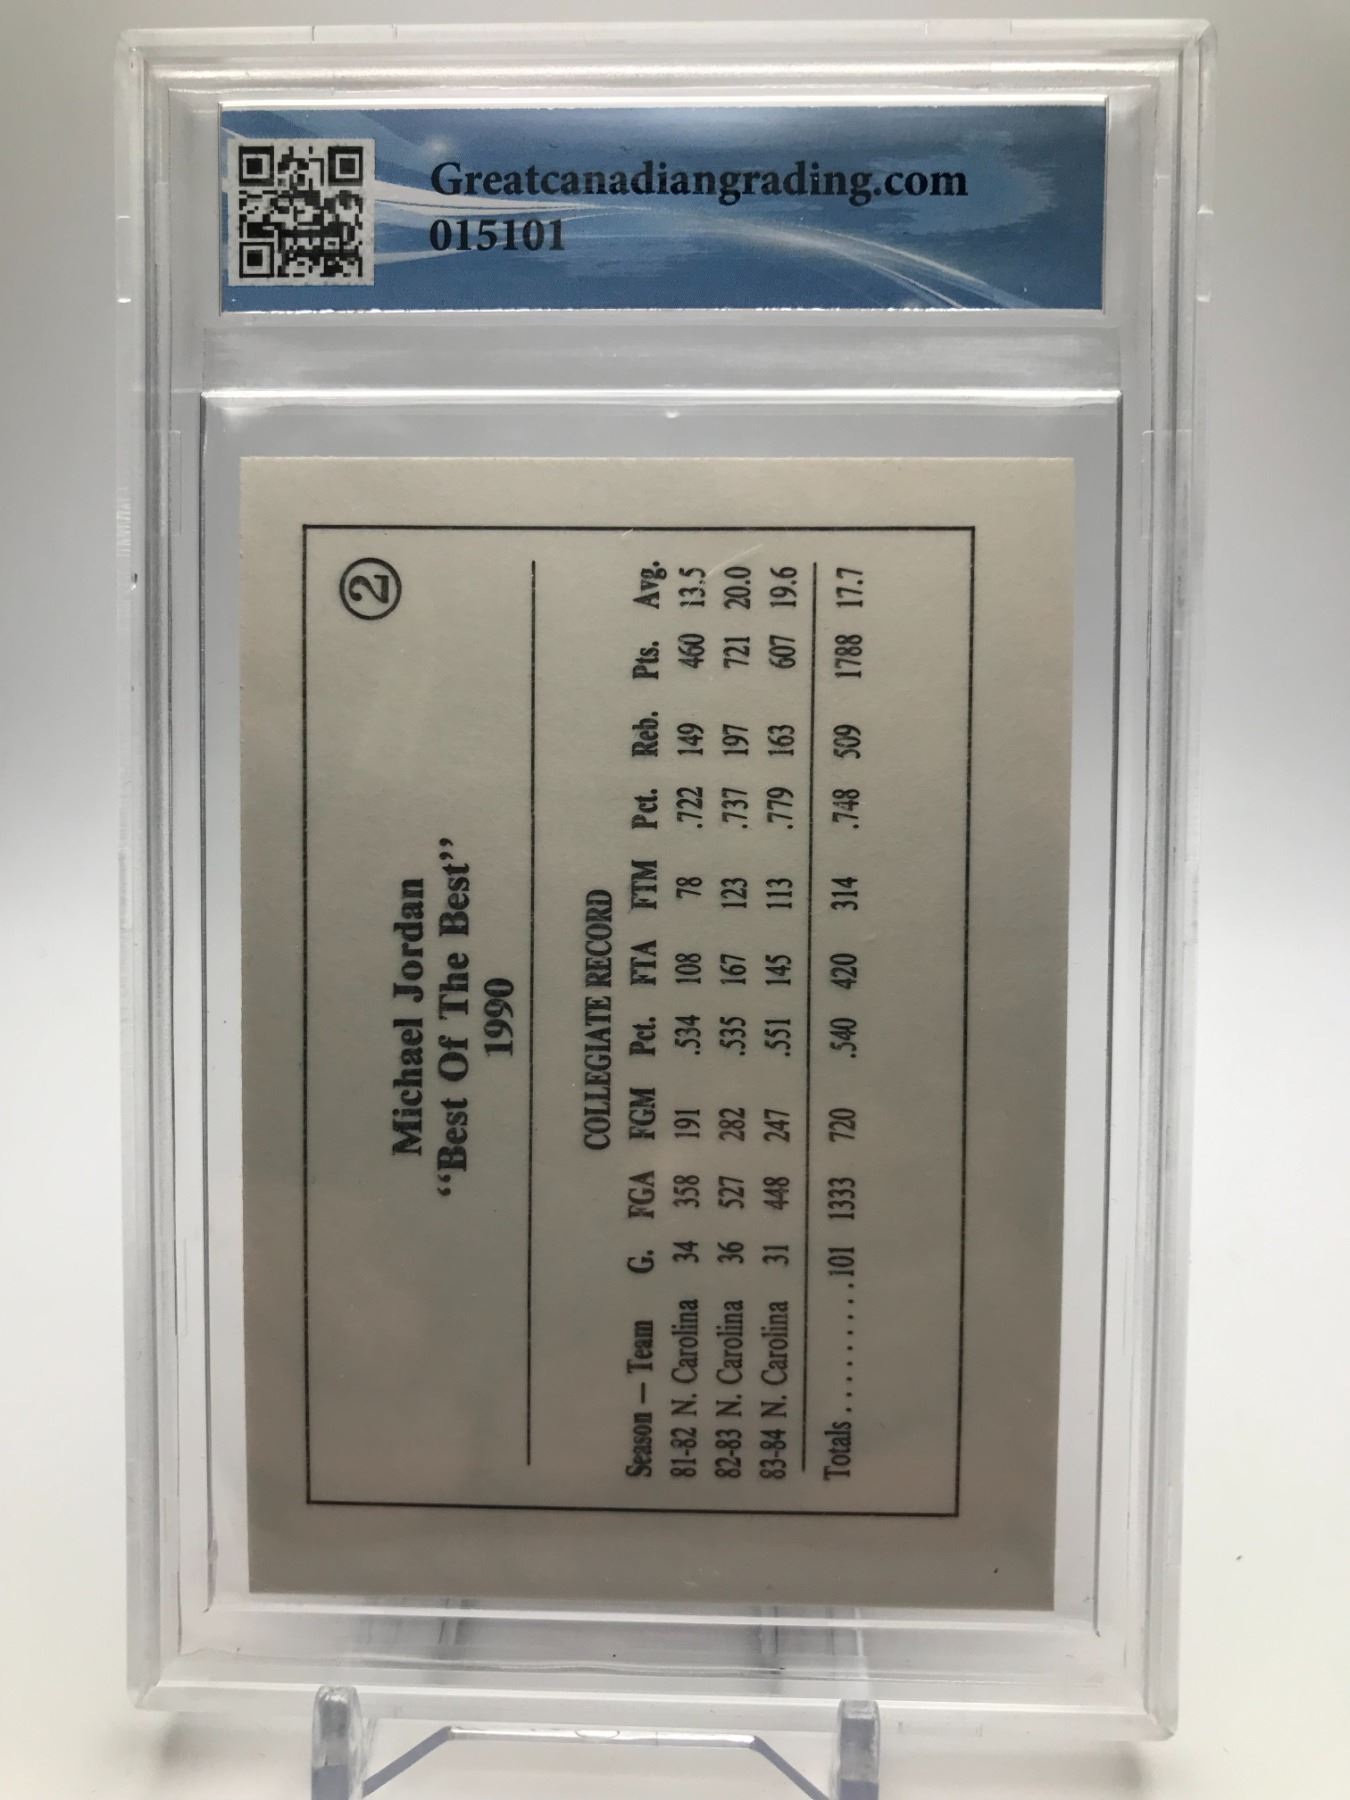 Greatcanadiangrading.com
015101
2
Michael Jordan
“Best Of The Best”
1990
COLLEGIATE RECORD
Season – Team G. FGA FGM Pct. FTA FTM Pct. Reb. Pts. Avg.
81-82 N. Carolina 34 358 191 .534 108 78 .722 149 460 13.5
82-83 N. Carolina 36 527 282 .535 167 123 .737 197 721 20.0
83-84 N. Carolina 31 448 247 .551 145 113 .779 163 607 19.6
Totals..........101 1333 720 .540 420 314 .748 509 1788 17.7